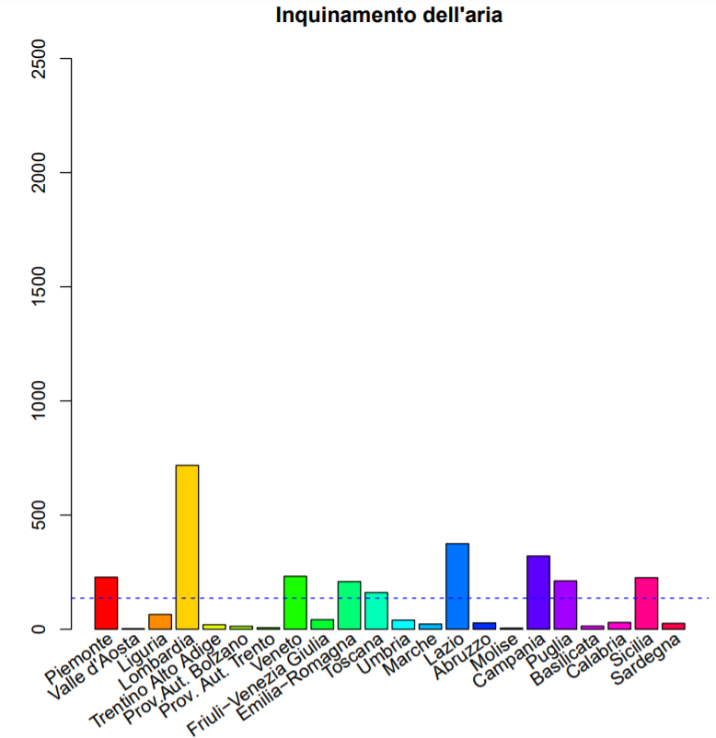 Inquinamento dell'aria
2500
2000
1500
1000
500
0
Piemonte
Valle d'Aosta
Liguria
Lombardia
Trentino Alto Adige
Prov.Aut. Bolzano
Prov. Aut. Trento
Veneto
Friuli−Venezia Giulia
Emilia−Romagna
Toscana
Umbria
Marche
Lazio
Abruzzo
Molise
Campania
Puglia
Basilicata
Calabria
Sicilia
Sardegna